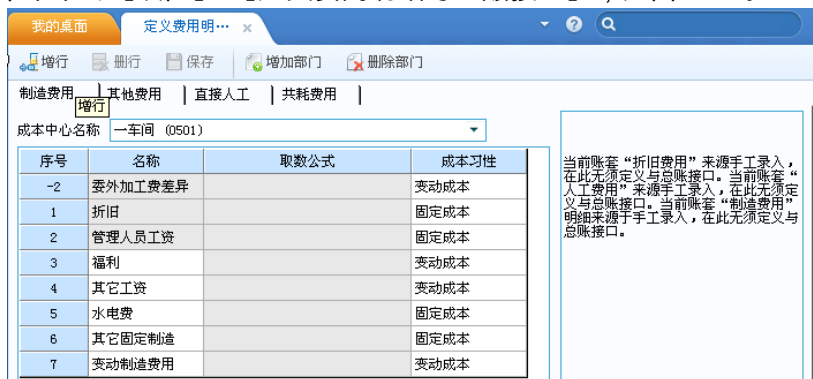 我的桌面
定义费用明…
增行 删行 保存 增加部门 删除部门
制造费用 其他费用 直接人工 共耗费用
增行
成本中心名称 一车间 (0501)
序号 名称 取数公式 成本习性
-2 委外加工费差异 变动成本
1 折旧 固定成本
2 管理人员工资 固定成本
3 福利 变动成本
4 其它工资 变动成本
5 水电费 固定成本
6 其它固定制造 固定成本
7 变动制造费用 变动成本
当前账套“折旧费用”来源手工录入，
在此无须定义与总账接口。当前账套“
人工费用”来源手工录入，在此无须定
义与总账接口。当前账套“制造费用”
明细来源于手工录入，在此无须定义与
总账接口。